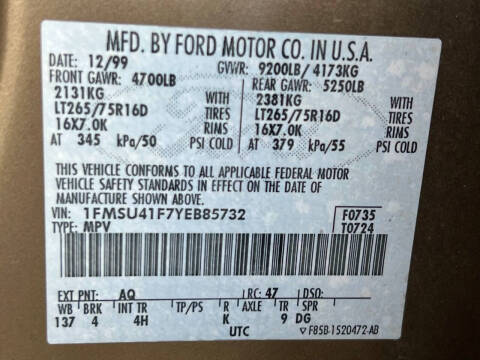 MFD. BY FORD MOTOR CO. IN U.S.A.
DATE: 12/99 GVWR: 9200LB/ 4173KG
FRONT GAWR: 4700LB REAR GAWR: 5250LB
2131KG WITH 2381KG WITH
LT265/75R16D TIRES LT265/75R16D TIRES
16X7.0K RIMS 16X7.0K RIMS
AT 345 kPa/50 PSI COLD AT 379 kPa/55 PSI COLD
THIS VEHICLE CONFORMS TO ALL APPLICABLE FEDERAL MOTOR
VEHICLE SAFETY STANDARDS IN EFFECT ON THE DATE OF
MANUFACTURE SHOWN ABOVE.
VIN: 1FMSU41F7YEB85732 F0735
TYPE: MPV T0724
EXT PNT: AQ RC: 47 DSO:
WB BRK INT TR TP/PS R AXLE TR SPR
137 4 4H K 9 DG
UTC ▽ F85B-1520472-AB